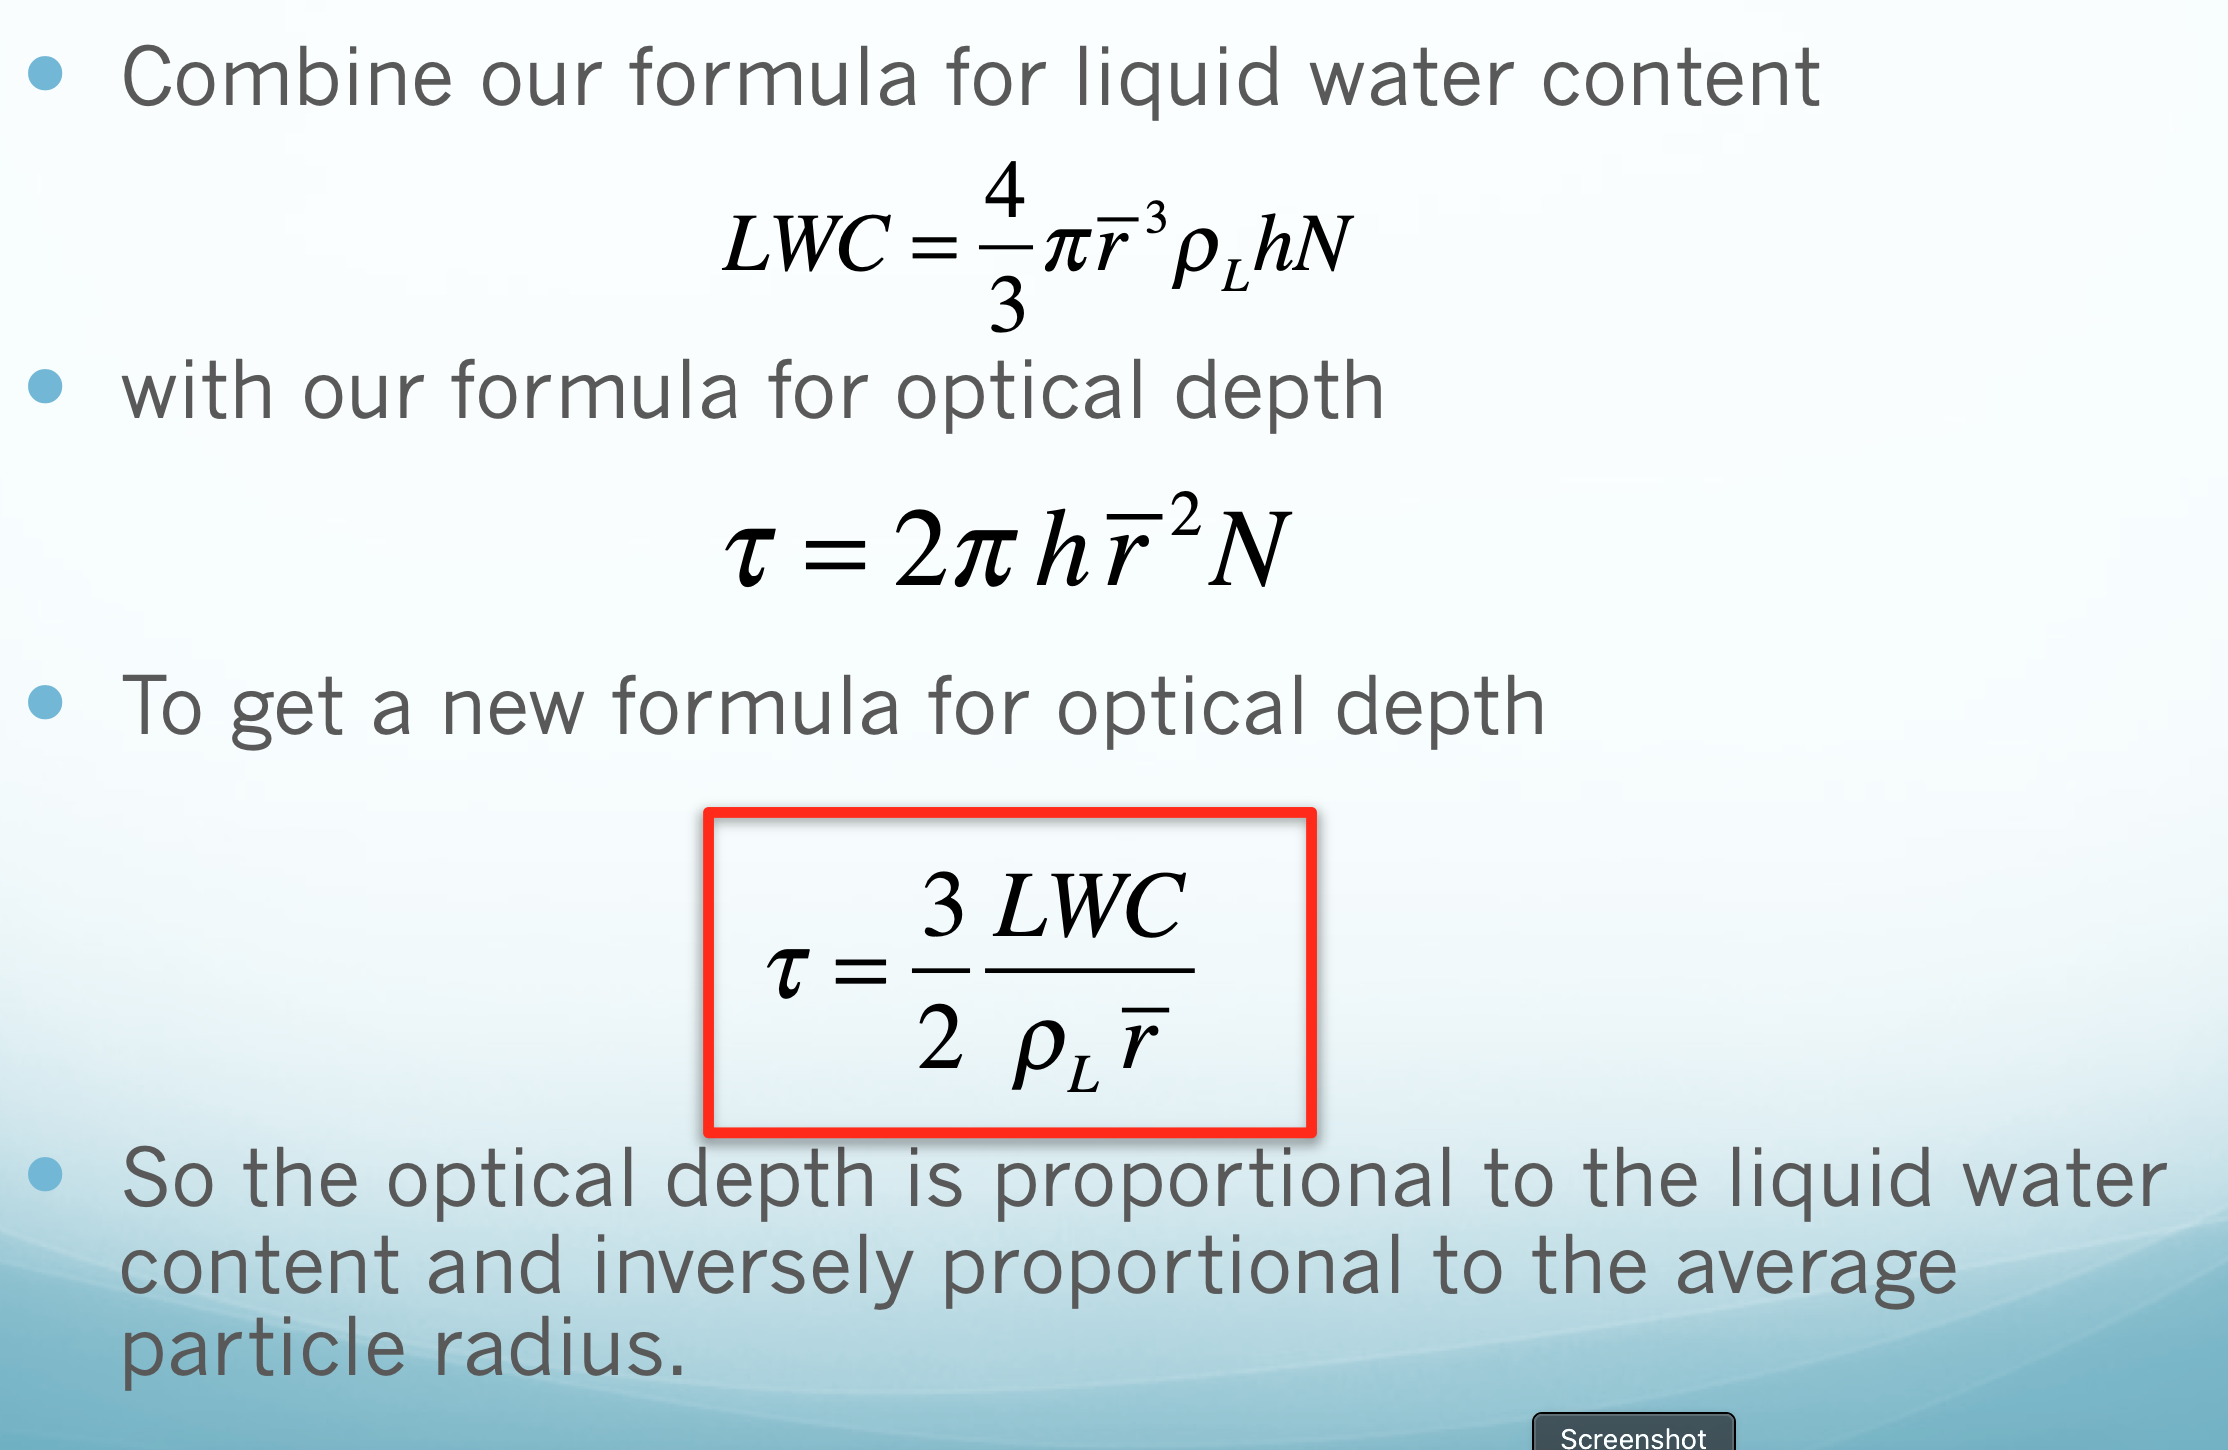 • Combine our formula for liquid water content
LWC = \frac{4}{3} \pi \overline{r}^3 \rho_L hN
• with our formula for optical depth
\tau = 2\pi h \overline{r}^2 N
• To get a new formula for optical depth
\tau = \frac{3}{2} \frac{LWC}{\rho_L \overline{r}}
• So the optical depth is proportional to the liquid water
content and inversely proportional to the average
particle radius.
Screenshot